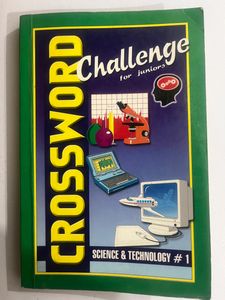 CROSSWORD
Challenge
for juniors
SCIENCE & TECHNOLOGY # 1